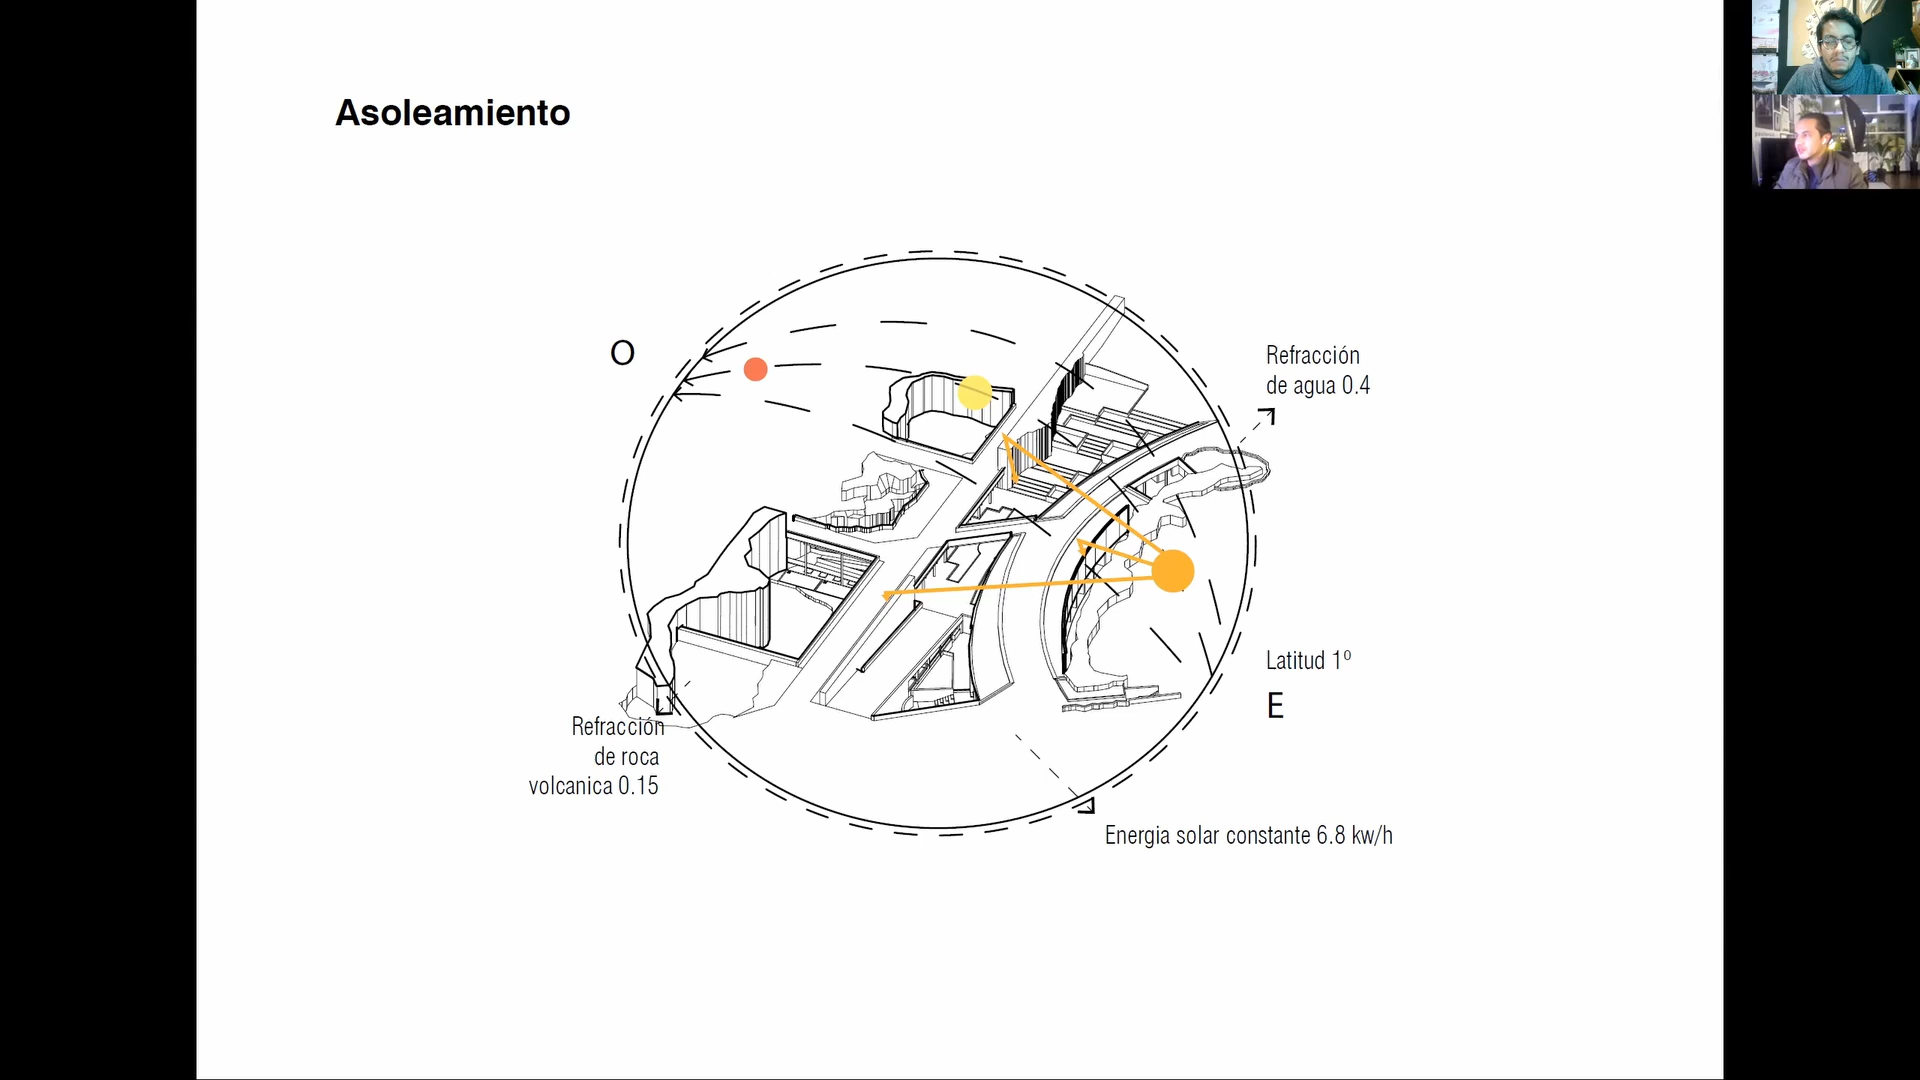 Asoleamiento
O
Refracción
de agua 0.4
Latitud 1º
E
Refracción
de roca
volcanica 0.15
Energia solar constante 6.8 kw/h